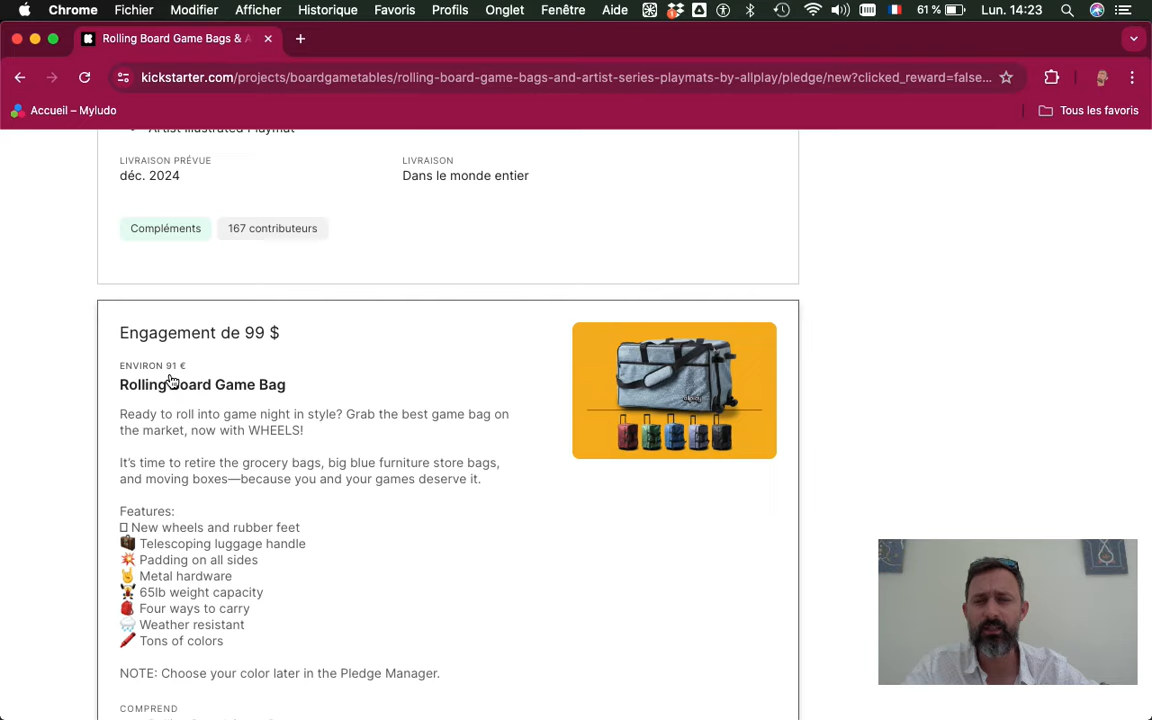 Chrome Fichier Modifier Afficher Historique Favoris Profils Onglet Fenêtre Aide 61 % Lun. 14:23
Rolling Board Game Bags & A
kickstarter.com/projects/boardgametables/rolling-board-game-bags-and-artist-series-playmats-by-allplay/pledge/new?clicked_reward=false...
Accueil – Myludo Tous les favoris
Artist Illustrated Playmat
LIVRAISON PRÉVUE LIVRAISON
déc. 2024 Dans le monde entier
Compléments 167 contributeurs
Engagement de 99 $
ENVIRON 91 €
Rolling Board Game Bag
Ready to roll into game night in style? Grab the best game bag on
the market, now with WHEELS!
It's time to retire the grocery bags, big blue furniture store bags,
and moving boxes—because you and your games deserve it.
Features:
New wheels and rubber feet
Telescoping luggage handle
Padding on all sides
Metal hardware
65lb weight capacity
Four ways to carry
Weather resistant
Tons of colors
NOTE: Choose your color later in the Pledge Manager.
COMPREND
allplay